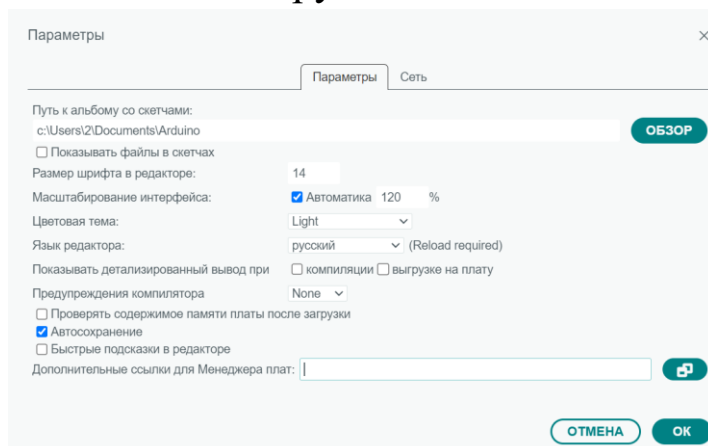 Параметры
Параметры Сеть
Путь к альбому со скетчами:
c:\Users\2\Documents\Arduino ОБЗОР
Показывать файлы в скетчах
Размер шрифта в редакторе: 14
Масштабирование интерфейса: Автоматика 120 %
Цветовая тема: Light
Язык редактора: русский (Reload required)
Показывать детализированный вывод при компиляции выгрузке на плату
Предупреждения компилятора None
Проверять содержимое памяти платы после загрузки
Автосохранение
Быстрые подсказки в редакторе
Дополнительные ссылки для Менеджера плат:
ОТМЕНА ОК